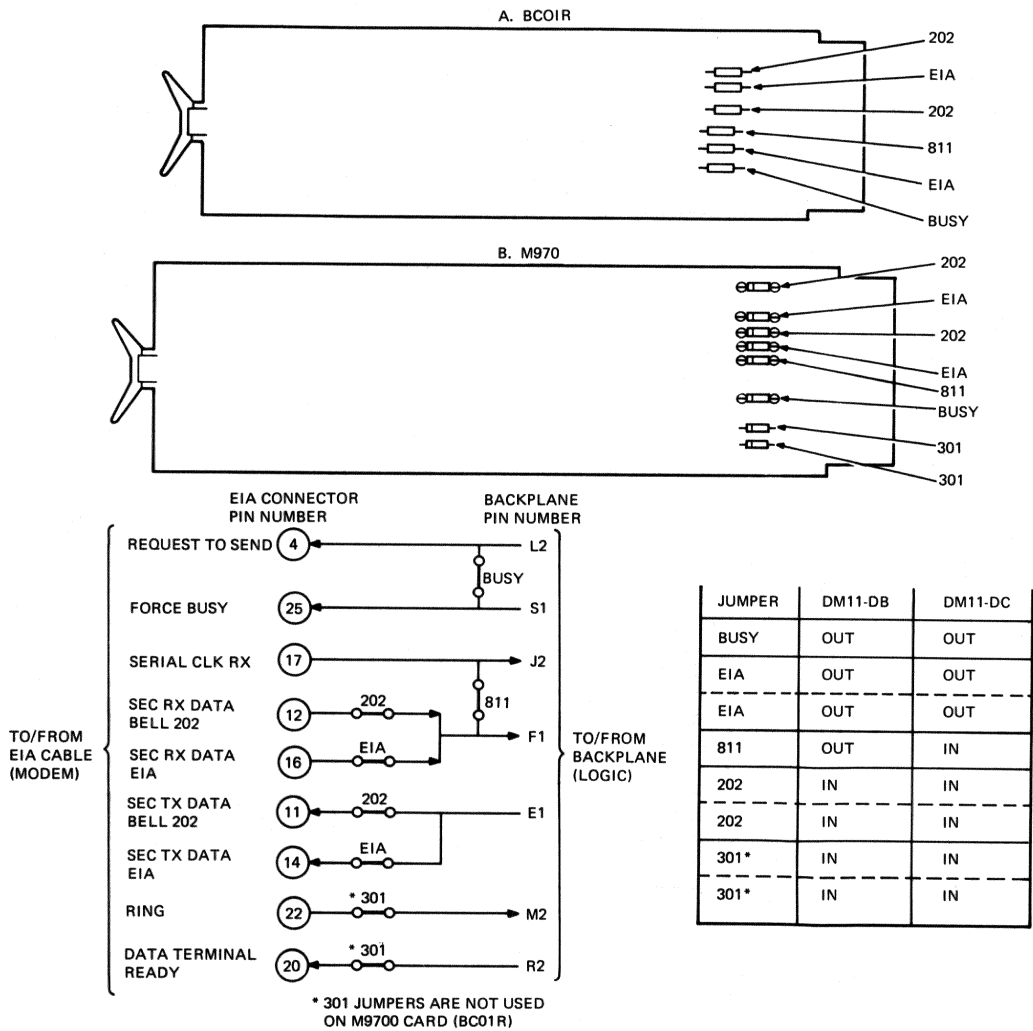 A. BCOIR
202
EIA
202
811
EIA
BUSY
B. M970
202
EIA
202
EIA
811
BUSY
301
301
EIA CONNECTOR
PIN NUMBER
BACKPLANE
PIN NUMBER
REQUEST TO SEND 4 L2
BUSY
FORCE BUSY 25 S1
SERIAL CLK RX 17 J2
811
SEC RX DATA
BELL 202
12 202
F1
SEC RX DATA
EIA
16 EIA
SEC TX DATA
BELL 202
11 202 E1
SEC TX DATA
EIA
14 EIA
RING 22 * 301 M2
DATA TERMINAL
READY
20 * 301 R2
TO/FROM
EIA CABLE
(MODEM)
TO/FROM
BACKPLANE
(LOGIC)
* 301 JUMPERS ARE NOT USED
ON M9700 CARD (BC01R)
JUMPER DM11-DB DM11-DC
BUSY OUT OUT
EIA OUT OUT
EIA OUT OUT
811 OUT IN
202 IN IN
202 IN IN
301* IN IN
301* IN IN